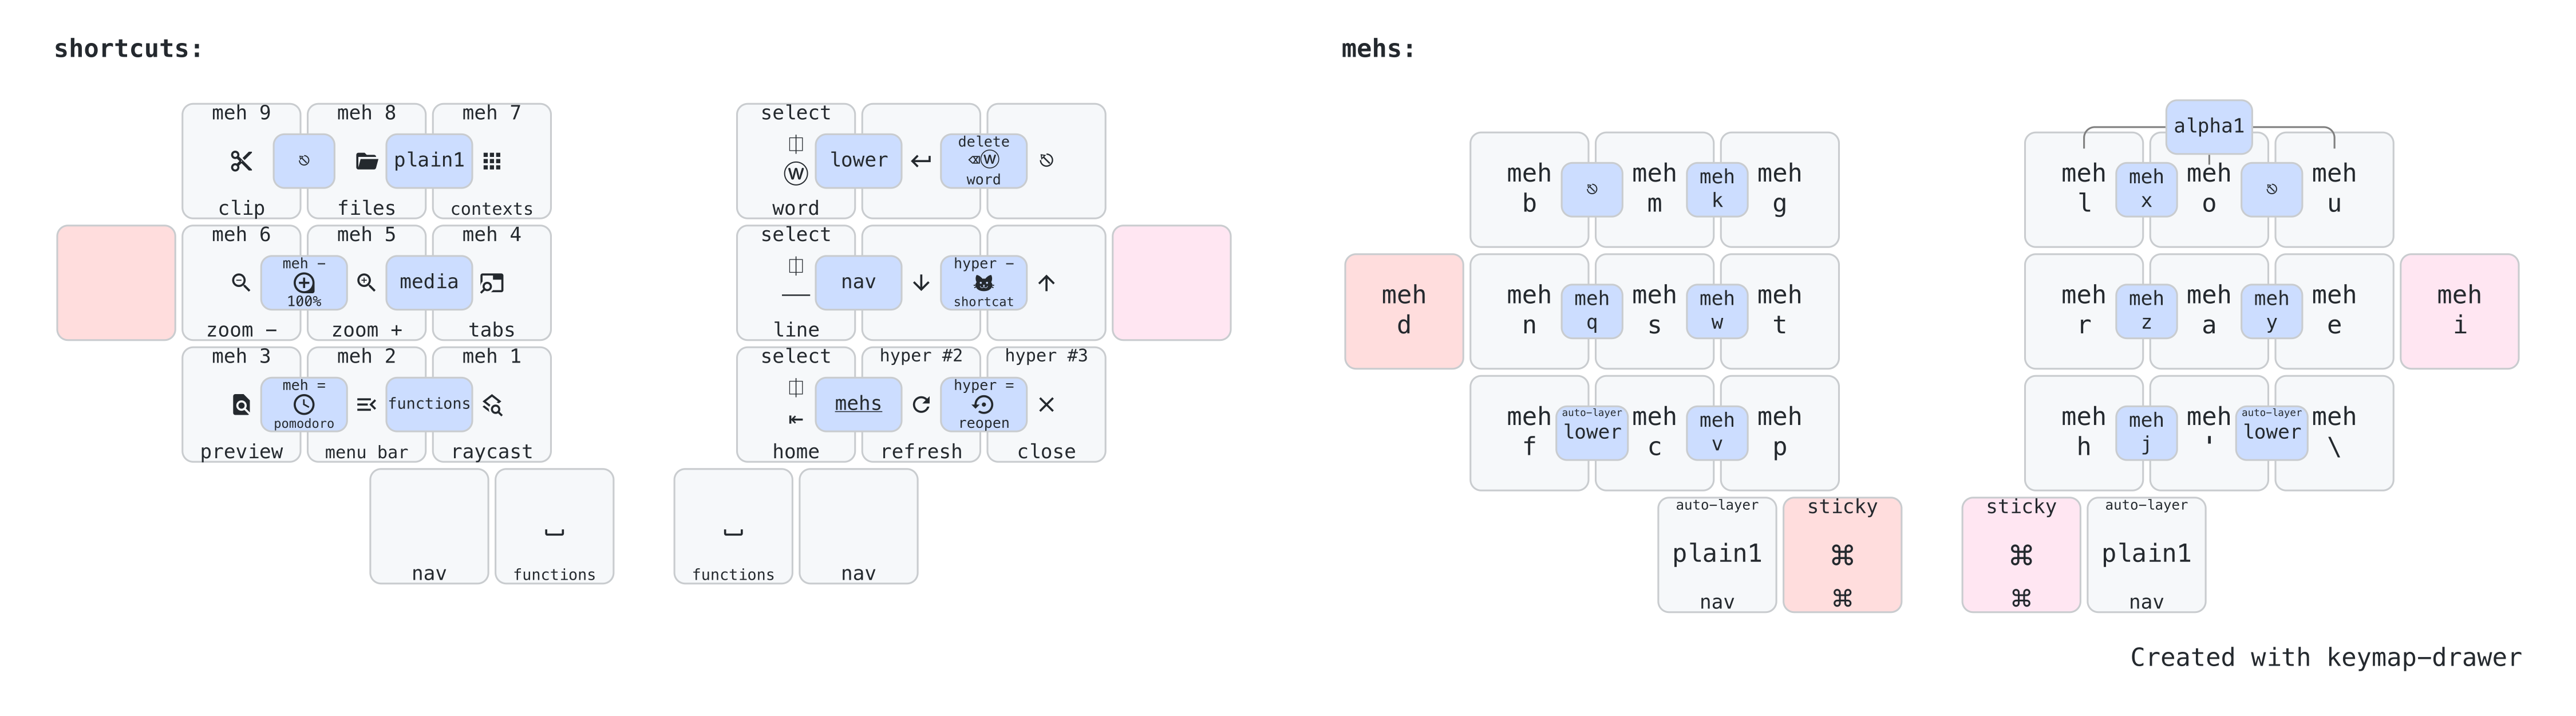 shortcuts:
meh 9
clip
meh 8
files
plain1
meh 7
contexts
select
Ⓦ
word
lower
delete
⌫Ⓦ
word
meh 6
zoom −
meh −
100%
meh 5
zoom +
media
meh 4
tabs
select
line
nav
hyper −
shortcat
meh 3
preview
meh =
pomodoro
meh 2
menu bar
functions
meh 1
raycast
select
home
mehs
hyper #2
refresh
hyper =
reopen
hyper #3
close
nav
functions
functions
nav
mehs:
alpha1
meh
b
meh
m
meh
k
meh
g
meh
l
meh
x
meh
o
meh
u
meh
d
meh
n
meh
q
meh
s
meh
w
meh
t
meh
r
meh
z
meh
a
meh
y
meh
e
meh
i
meh
f
auto−layer
lower
meh
c
meh
v
meh
p
meh
h
meh
j
meh
'
auto−layer
lower
meh
\
auto−layer
plain1
nav
sticky
⌘
⌘
sticky
⌘
⌘
auto−layer
plain1
nav
Created with keymap−drawer